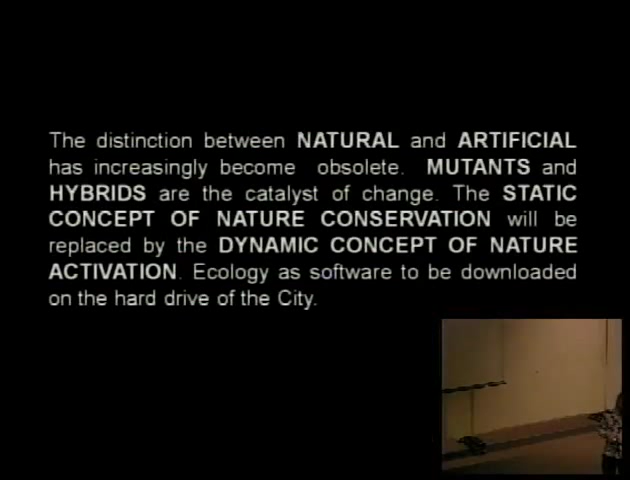 The distinction between NATURAL and ARTIFICIAL
has increasingly become obsolete. MUTANTS and
HYBRIDS are the catalyst of change. The STATIC
CONCEPT OF NATURE CONSERVATION will be
replaced by the DYNAMIC CONCEPT OF NATURE
ACTIVATION. Ecology as software to be downloaded
on the hard drive of the City.